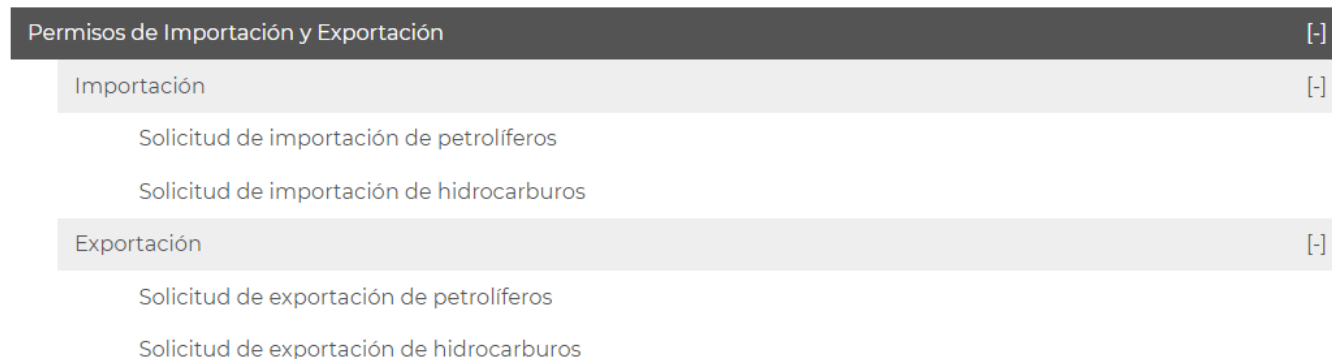 Permisos de Importación y Exportación [-]
Importación [-]
Solicitud de importación de petrolíferos
Solicitud de importación de hidrocarburos
Exportación [-]
Solicitud de exportación de petrolíferos
Solicitud de exportación de hidrocarburos